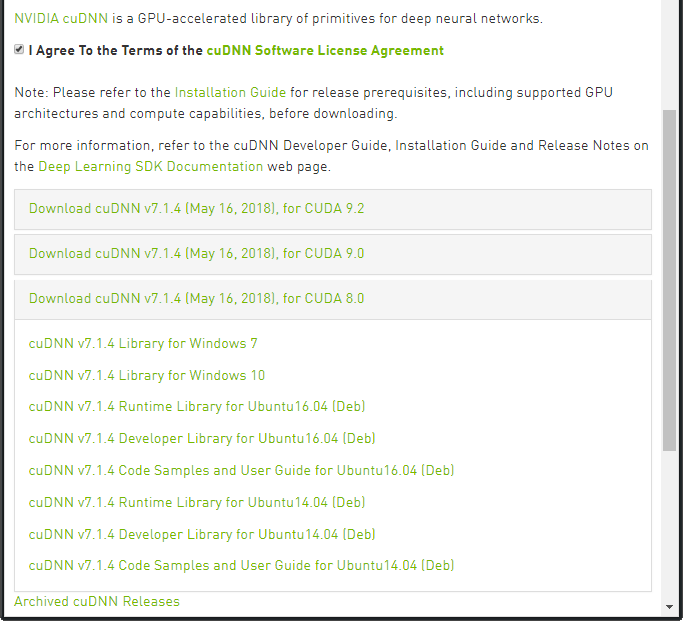 NVIDIA cuDNN is a GPU-accelerated library of primitives for deep neural networks.
I Agree To the Terms of the cuDNN Software License Agreement
Note: Please refer to the Installation Guide for release prerequisites, including supported GPU
architectures and compute capabilities, before downloading.
For more information, refer to the cuDNN Developer Guide, Installation Guide and Release Notes on
the Deep Learning SDK Documentation web page.
Download cuDNN v7.1.4 (May 16, 2018), for CUDA 9.2
Download cuDNN v7.1.4 (May 16, 2018), for CUDA 9.0
Download cuDNN v7.1.4 (May 16, 2018), for CUDA 8.0
cuDNN v7.1.4 Library for Windows 7
cuDNN v7.1.4 Library for Windows 10
cuDNN v7.1.4 Runtime Library for Ubuntu16.04 (Deb)
cuDNN v7.1.4 Developer Library for Ubuntu16.04 (Deb)
cuDNN v7.1.4 Code Samples and User Guide for Ubuntu16.04 (Deb)
cuDNN v7.1.4 Runtime Library for Ubuntu14.04 (Deb)
cuDNN v7.1.4 Developer Library for Ubuntu14.04 (Deb)
cuDNN v7.1.4 Code Samples and User Guide for Ubuntu14.04 (Deb)
Archived cuDNN Releases